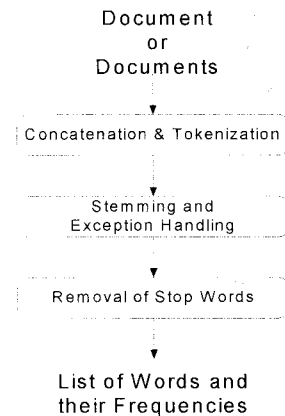 Document
or
Documents
Concatenation & Tokenization
Stemming and
Exception Handling
Removal of Stop Words
List of Words and
their Frequencies